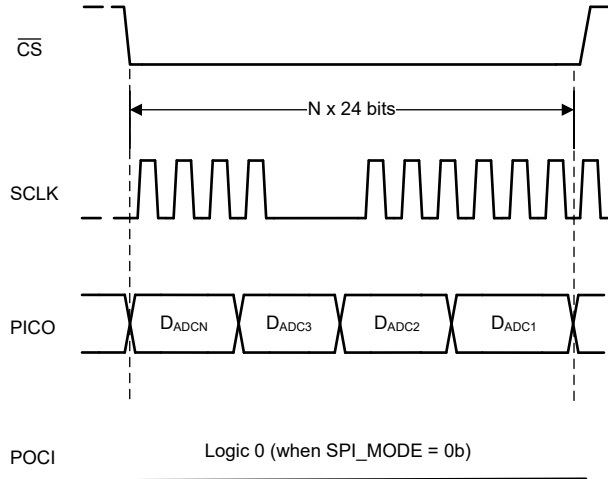 CS
N x 24 bits
SCLK
PICO
DADCN
DADC3
DADC2
DADC1
Logic 0 (when SPI_MODE = 0b)
POCI